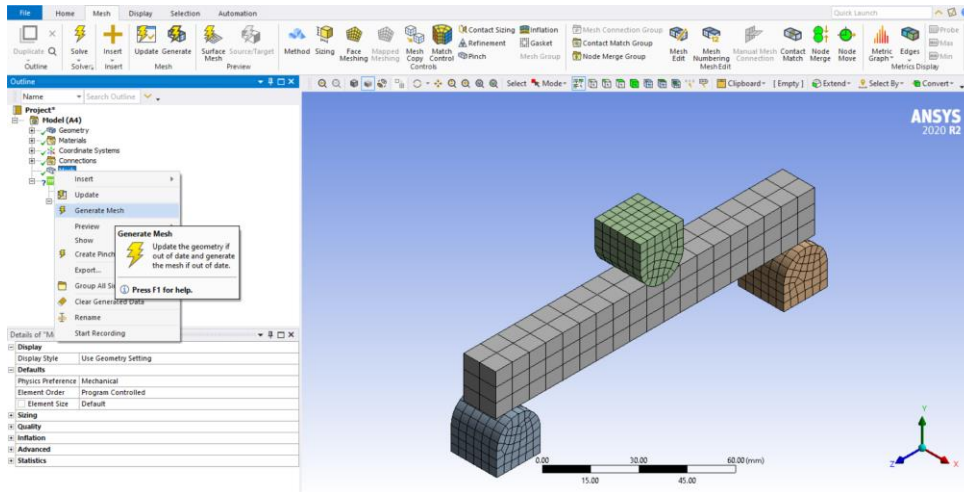 File Home Mesh Display Selection Automation Quick Launch
Duplicate Q Solve Insert Update Generate Surface Mesh Source/Target Method Sizing Face Meshing Mapped Meshing Mesh Copy Match Control Contact Sizing Inflation Mesh Connection Group Mesh Edit Mesh Numbering Manual Mesh Connection Contact Match Node Merge Node Move Metric Graph Edges Probe
Refinement Gasket Contact Match Group Max
Pinch Mesh Group Node Merge Group Min
Outline Solver Insert Mesh Preview Controls Mesh Edit Metrics Display
Outline
Name Search Outline
Select Mode Clipboard [ Empty ] Extend Select By Convert
Project*
Model (A4)
Geometry
Materials
Coordinate Systems
Connections
Insert
Update
Generate Mesh
Preview
Show
Create Pinch
Export...
Group All Si
Clear Generated Data
Rename
Start Recording
Generate Mesh
Update the geometry if
out of date and generate
the mesh if out of date.
Press F1 for help.
Details of "M
Display
Display Style Use Geometry Setting
Defaults
Physics Preference Mechanical
Element Order Program Controlled
Element Size Default
Sizing
Quality
Inflation
Advanced
Statistics
ANSYS
2020 R2
0.00 30.00 60.00 (mm)
15.00 45.00
Y
Z X